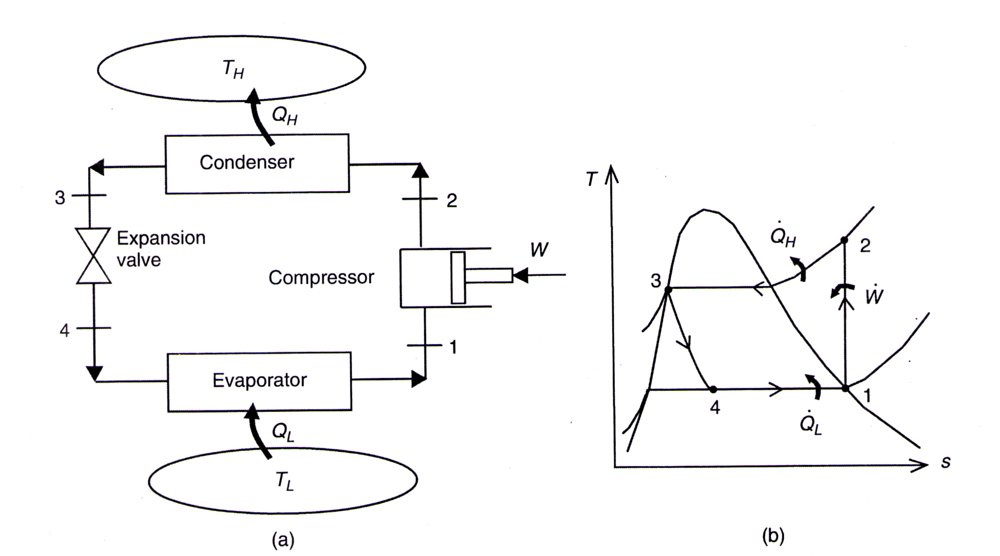 T_H
Q_H
Condenser
3
2
Expansion
valve
Compressor
W
4
1
Evaporator
Q_L
T_L
(a)
T
Q̇_H
2
3
Ẇ
4
1
Q̇_L
s
(b)